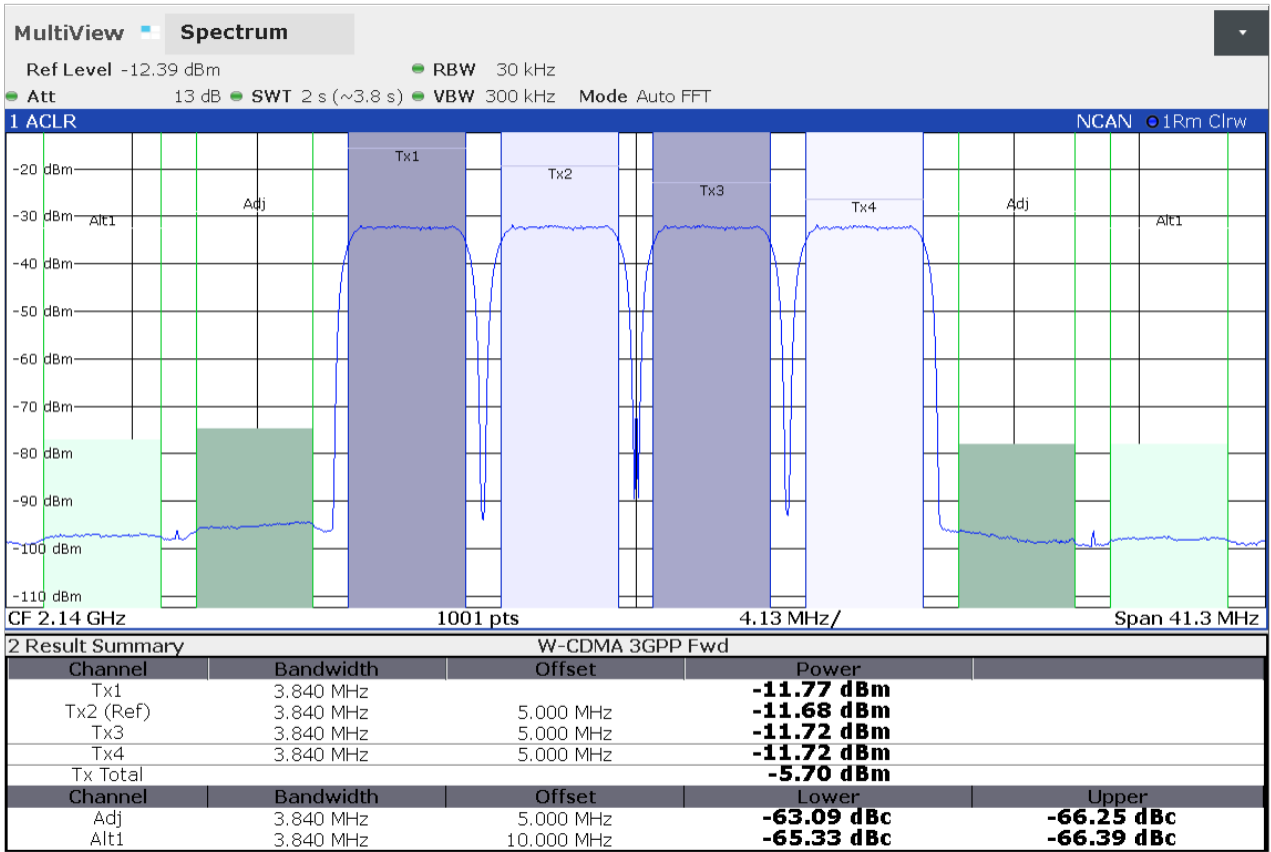 MultiView Spectrum
Ref Level -12.39 dBm RBW 30 kHz
Att 13 dB SWT 2 s (~3.8 s) VBW 300 kHz Mode Auto FFT
1 ACLR NCAN 1Rm Clrw
Tx1
-20 dBm Tx2
Tx3
Adj Tx4 Adj
-30 dBm Alt1 Alt1
-40 dBm
-50 dBm
-60 dBm
-70 dBm
-80 dBm
-90 dBm
-100 dBm
-110 dBm
CF 2.14 GHz 1001 pts 4.13 MHz/ Span 41.3 MHz
2 Result Summary W-CDMA 3GPP Fwd
Channel Bandwidth Offset Power
Tx1 3.840 MHz -11.77 dBm
Tx2 (Ref) 3.840 MHz 5.000 MHz -11.68 dBm
Tx3 3.840 MHz 5.000 MHz -11.72 dBm
Tx4 3.840 MHz 5.000 MHz -11.72 dBm
Tx Total -5.70 dBm
Channel Bandwidth Offset Lower Upper
Adj 3.840 MHz 5.000 MHz -63.09 dBc -66.25 dBc
Alt1 3.840 MHz 10.000 MHz -65.33 dBc -66.39 dBc